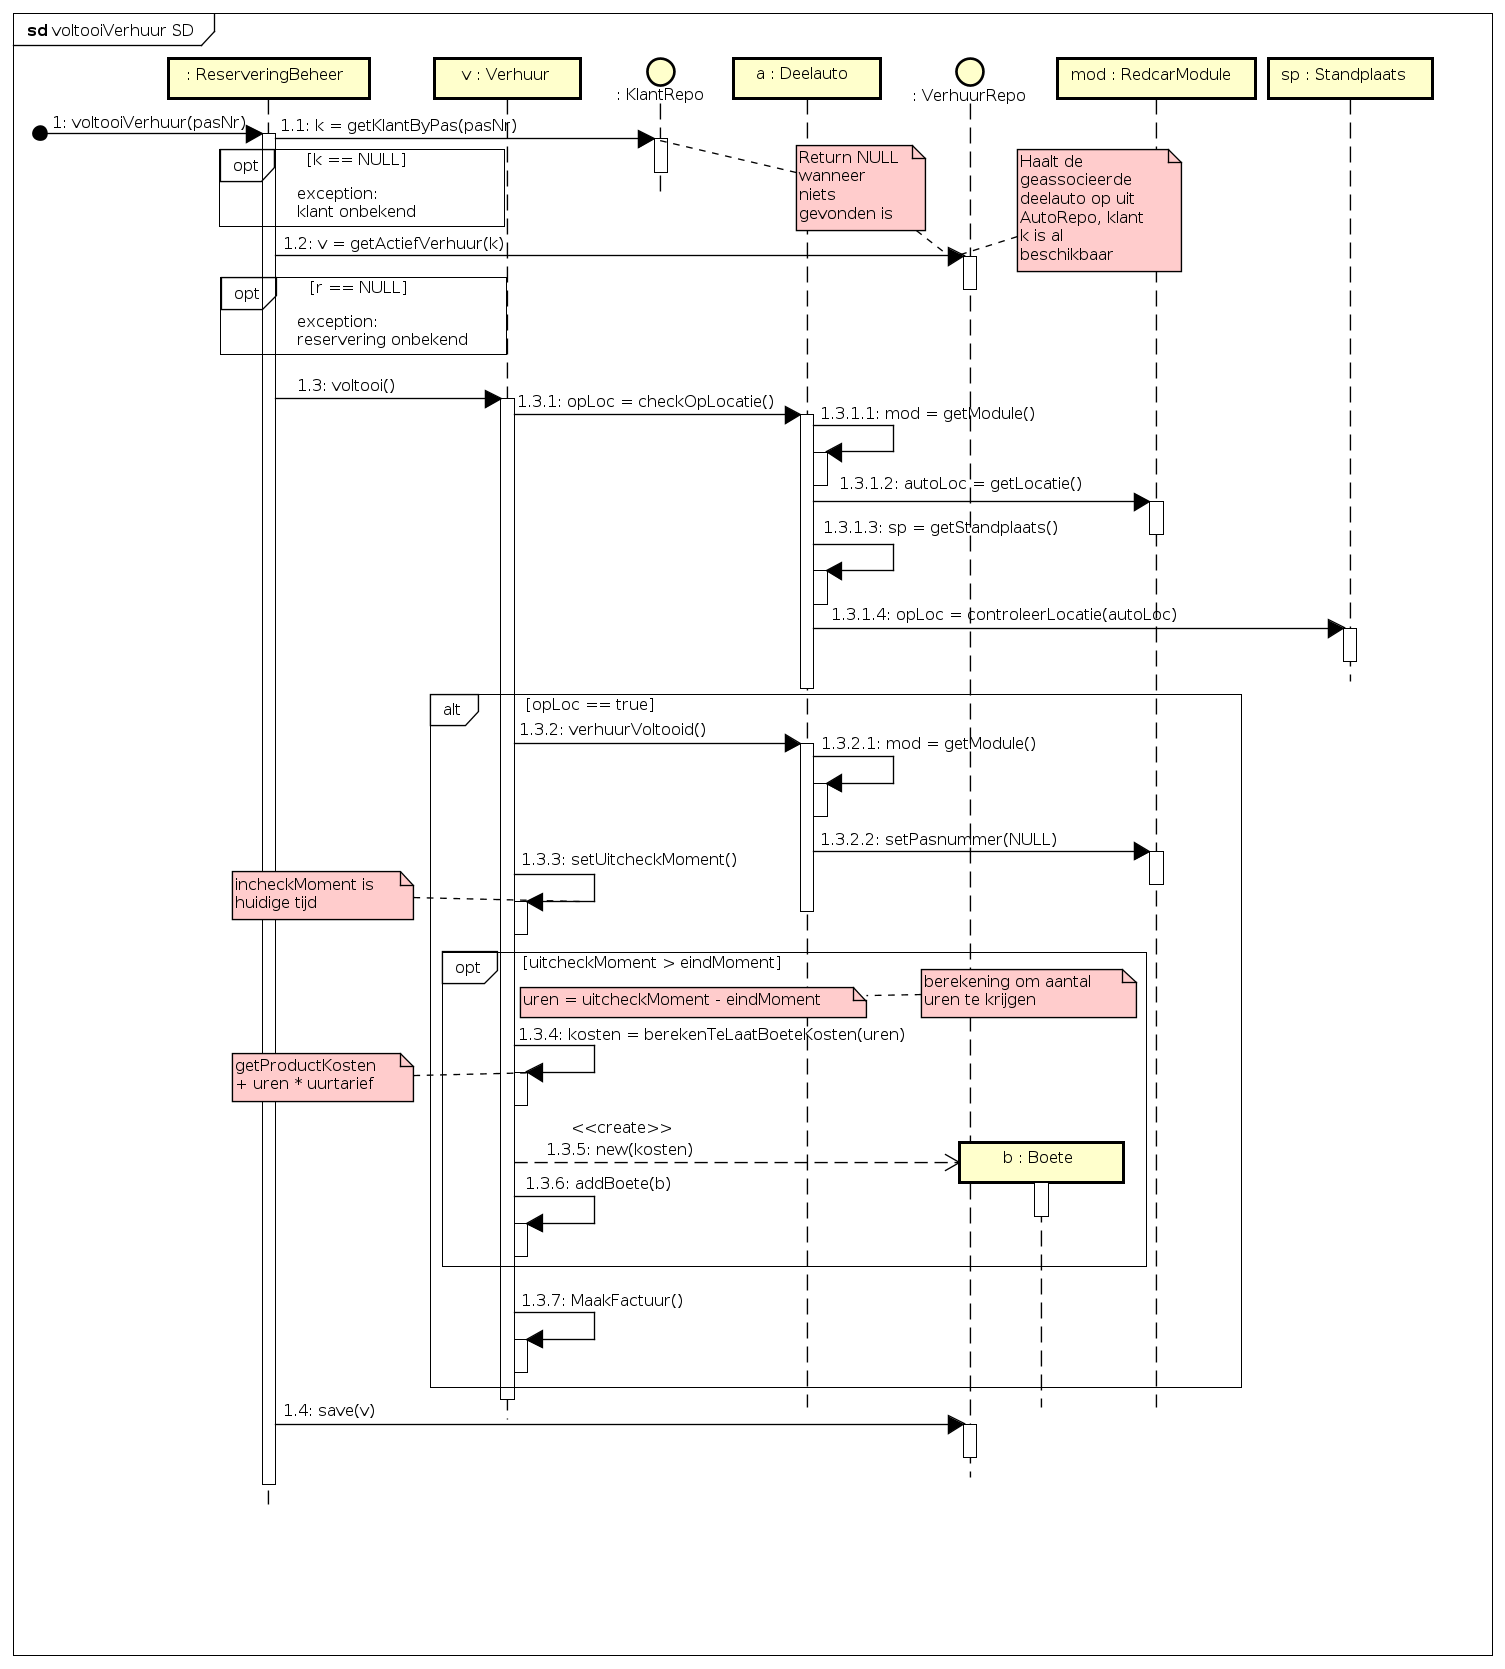 sd voltooiVerhuur SD
: ReserveringBeheer
v : Verhuur
: KlantRepo
a : Deelauto
: VerhuurRepo
mod : RedcarModule
sp : Standplaats
1: voltooiVerhuur(pasNr)
1.1: k = getKlantByPas(pasNr)
opt
[k == NULL]
exception:
klant onbekend
Return NULL
wanneer
niets
gevonden is
Haalt de
geassocieerde
deelauto op uit
AutoRepo, klant
k is al
beschikbaar
1.2: v = getActiefVerhuur(k)
opt
[r == NULL]
exception:
reservering onbekend
1.3: voltooi()
1.3.1: opLoc = checkOpLocatie()
1.3.1.1: mod = getModule()
1.3.1.2: autoLoc = getLocatie()
1.3.1.3: sp = getStandplaats()
1.3.1.4: opLoc = controleerLocatie(autoLoc)
alt
[opLoc == true]
1.3.2: verhuurVoltooid()
1.3.2.1: mod = getModule()
1.3.2.2: setPasnummer(NULL)
1.3.3: setUitcheckMoment()
incheckMoment is
huidige tijd
opt
[uitcheckMoment > eindMoment]
uren = uitcheckMoment - eindMoment
berekening om aantal
uren te krijgen
1.3.4: kosten = berekenTeLaatBoeteKosten(uren)
getProductKosten
+ uren * uurtarief
<<create>>
1.3.5: new(kosten)
b : Boete
1.3.6: addBoete(b)
1.3.7: MaakFactuur()
1.4: save(v)